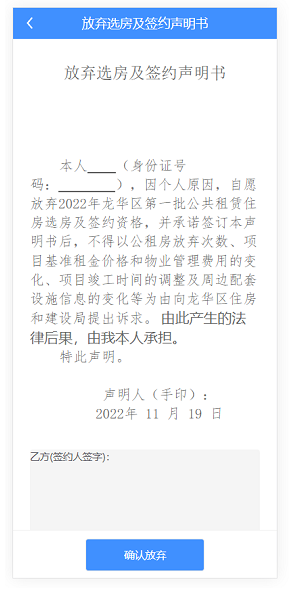 放弃选房及签约声明书
放弃选房及签约声明书
本人____（身份证号
码：________），因个人原因，自愿
放弃2022年龙华区第一批公共租赁住
房选房及签约资格，并承诺签订本声
明书后，不得以公租房放弃次数、项
目基准租金价格和物业管理费用的变
化、项目竣工时间的调整及周边配套
设施信息的变化等为由向龙华区住房
和建设局提出诉求。由此产生的法
律后果，由我本人承担。
特此声明。
声明人（手印）：
2022年 11 月 19 日
乙方(签约人签字)：
确认放弃